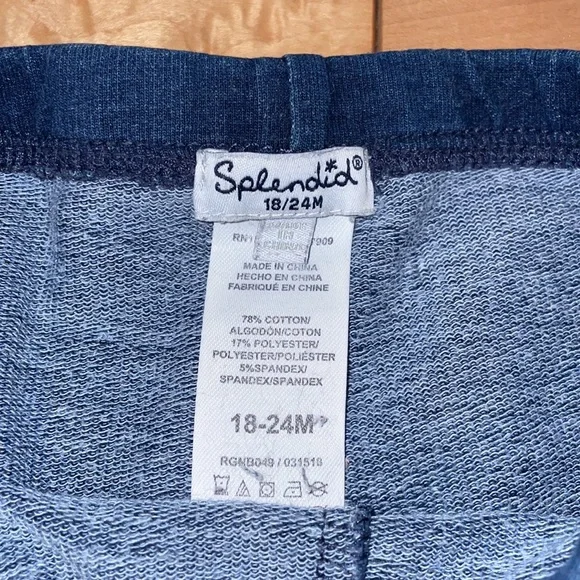 Splendid®
18/24M
MADE IN CHINA
HECHO EN CHINA
FABRIQUÉ EN CHINE
78% COTTON/
ALGODÓN/COTON
17% POLYESTER/
POLYESTER/POLIÉSTER
5%SPANDEX/
SPANDEX/SPANDEX
18-24M
RGNB049 / 031518